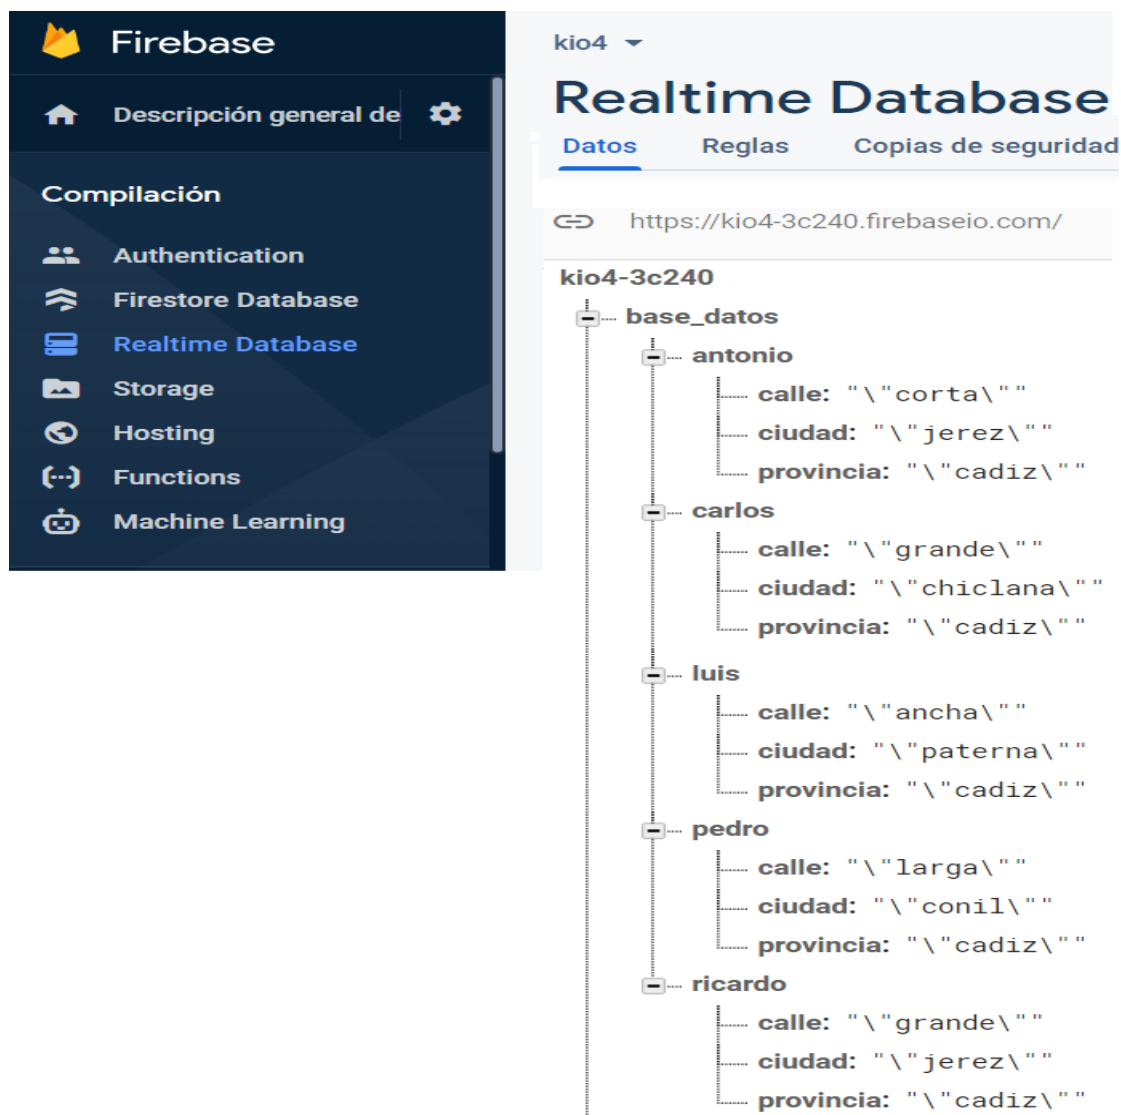 Firebase
Descripción general de
Compilación
Authentication
Firestore Database
Realtime Database
Storage
Hosting
Functions
Machine Learning
kio4
Realtime Database
Datos Reglas Copias de seguridad
https://kio4-3c240.firebaseio.com/
kio4-3c240
base_datos
antonio
calle: "\"corta\""
ciudad: "\"jerez\""
provincia: "\"cadiz\""
carlos
calle: "\"grande\""
ciudad: "\"chiclana\""
provincia: "\"cadiz\""
luis
calle: "\"ancha\""
ciudad: "\"paterna\""
provincia: "\"cadiz\""
pedro
calle: "\"larga\""
ciudad: "\"conil\""
provincia: "\"cadiz\""
ricardo
calle: "\"grande\""
ciudad: "\"jerez\""
provincia: "\"cadiz\""